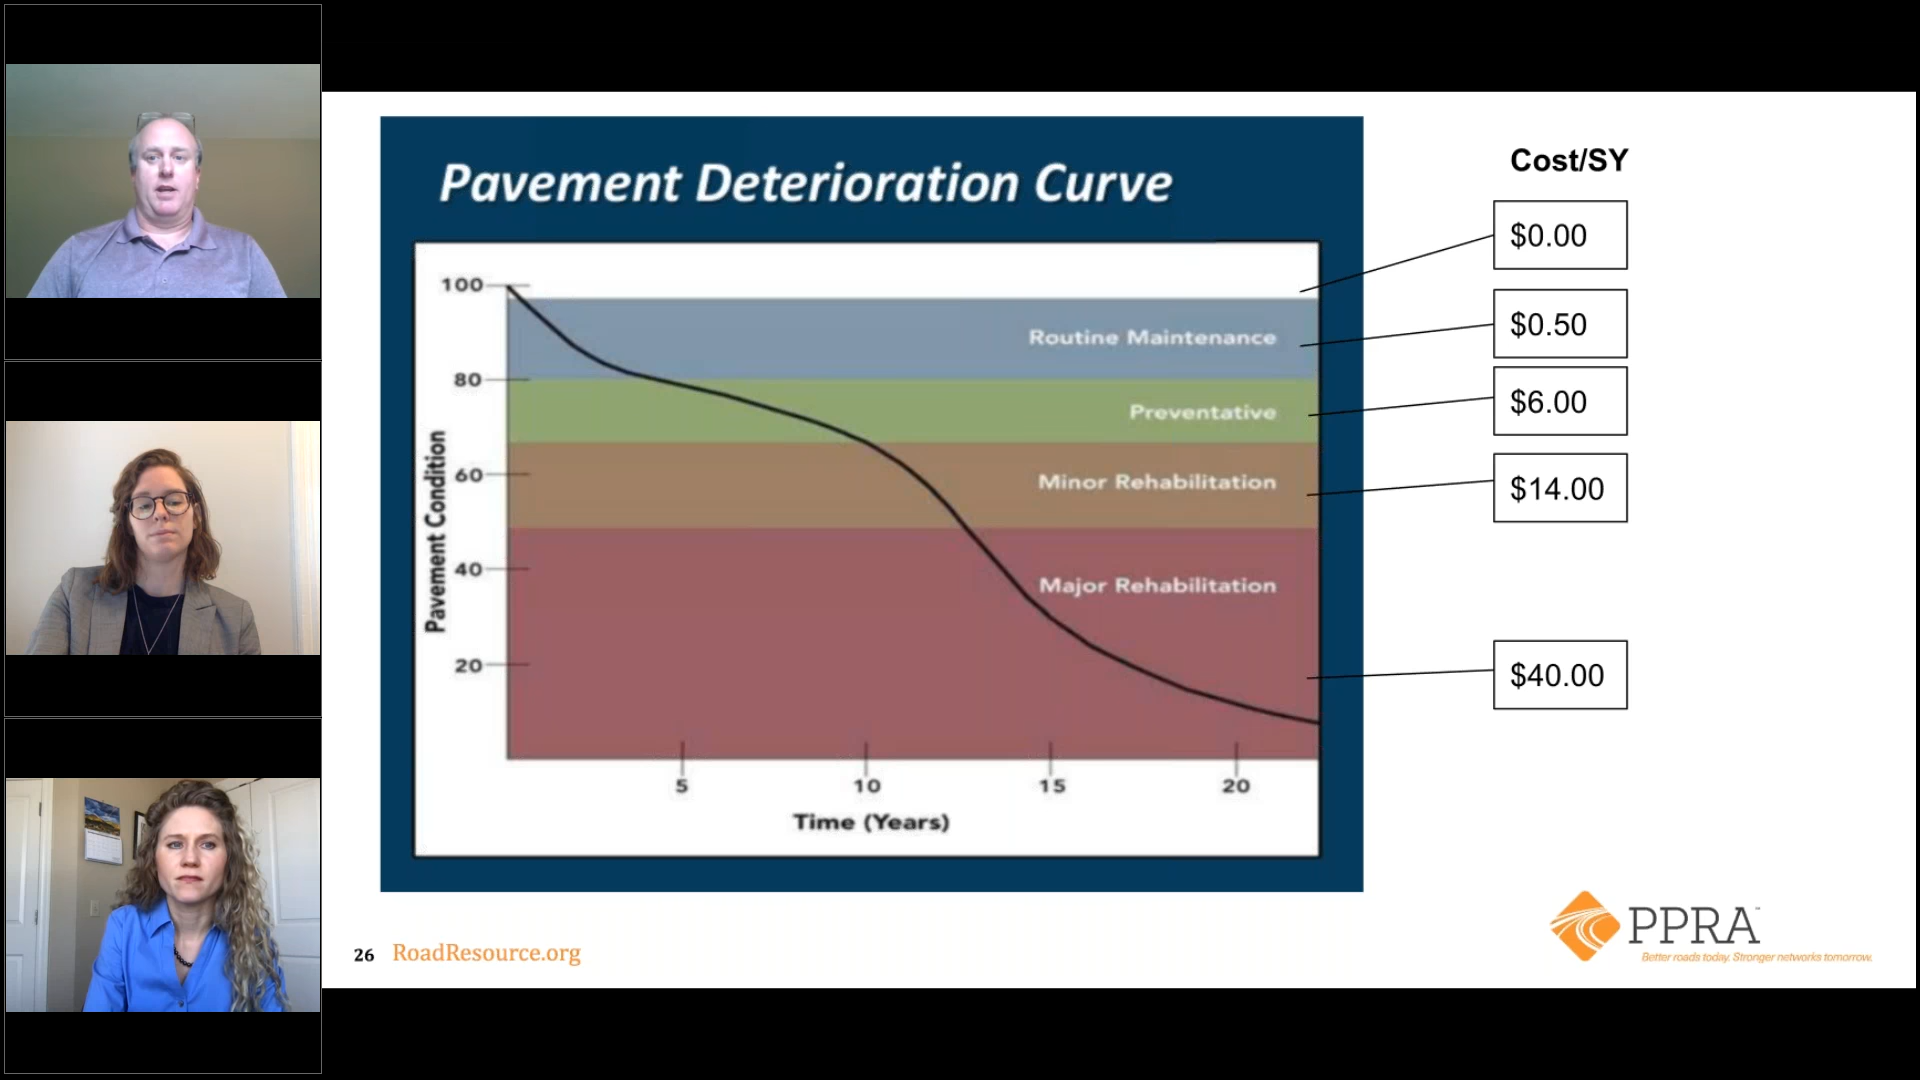 Pavement Deterioration Curve
Cost/SY
$0.00
$0.50
$6.00
$14.00
$40.00
100
80
60
40
20
Pavement Condition
Routine Maintenance
Preventative
Minor Rehabilitation
Major Rehabilitation
5 10 15 20
Time (Years)
26 RoadResource.org
PPRA™
Better roads today. Stronger networks tomorrow.